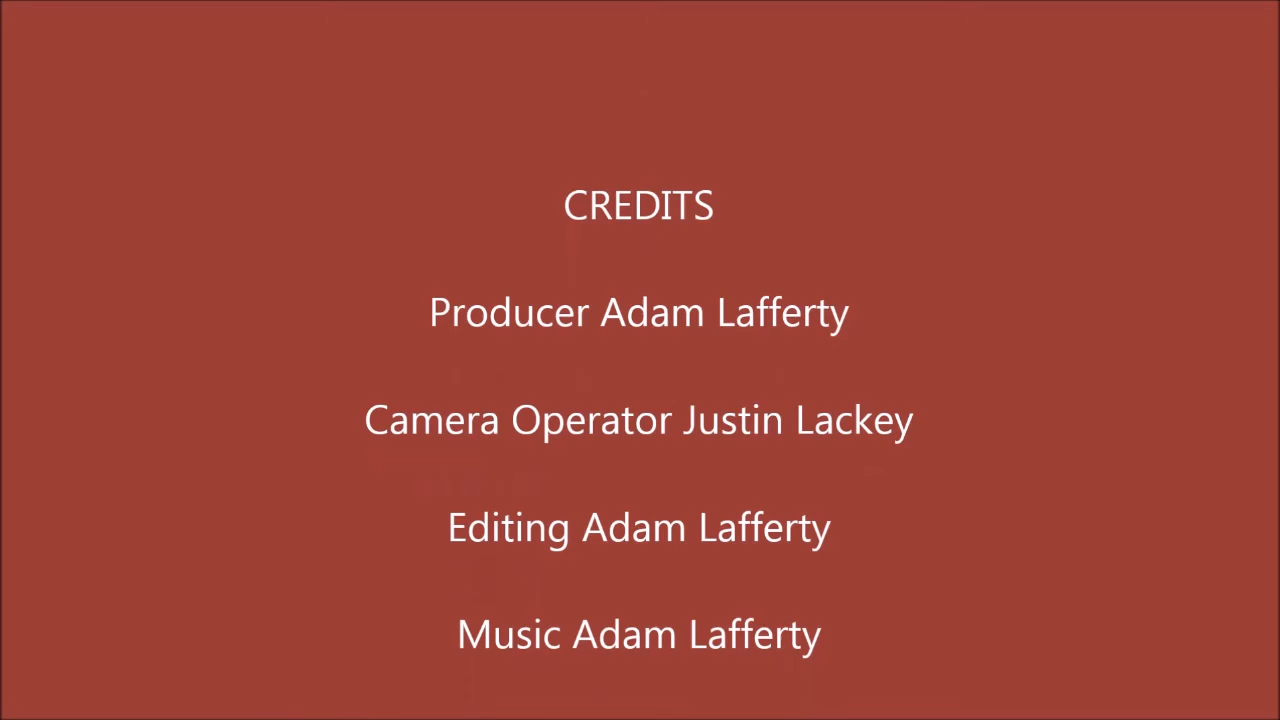 CREDITS
Producer Adam Lafferty
Camera Operator Justin Lackey
Editing Adam Lafferty
Music Adam Lafferty